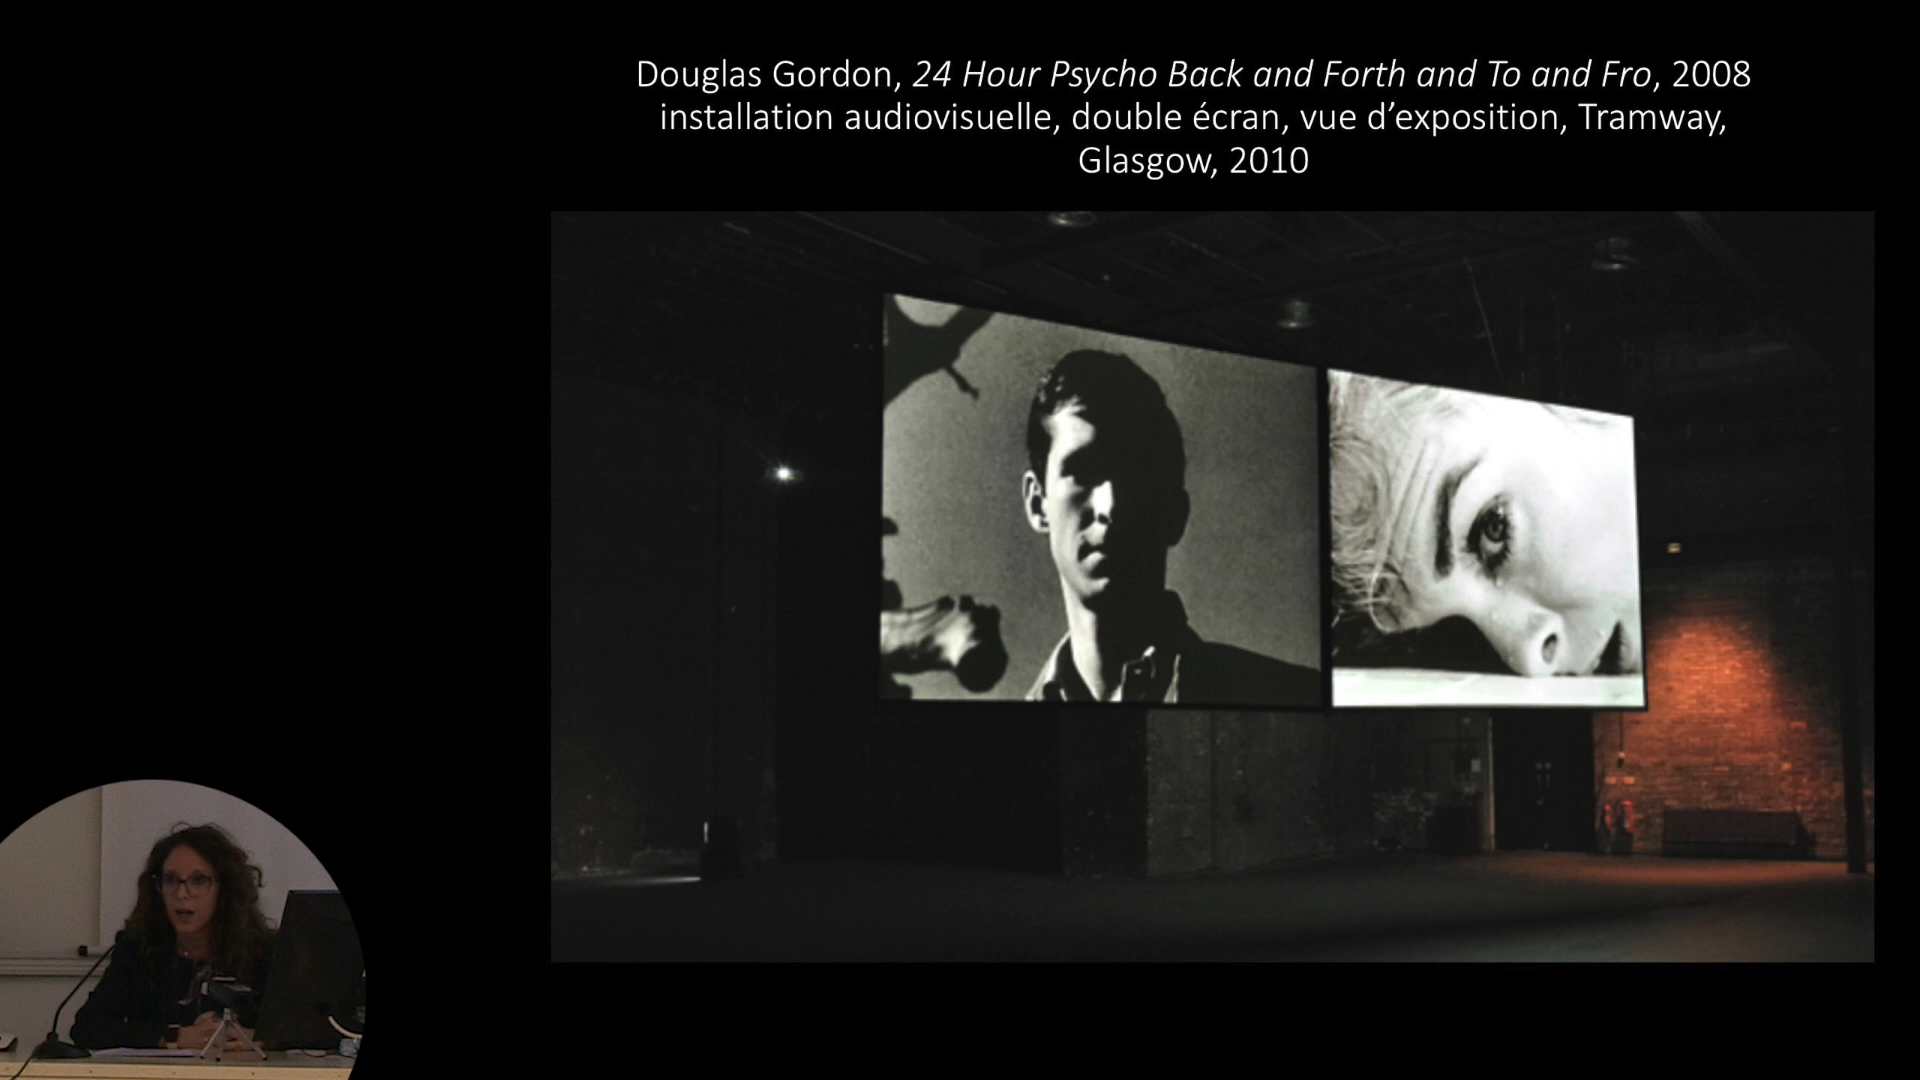 Douglas Gordon, 24 Hour Psycho Back and Forth and To and Fro, 2008
installation audiovisuelle, double écran, vue d’exposition, Tramway,
Glasgow, 2010